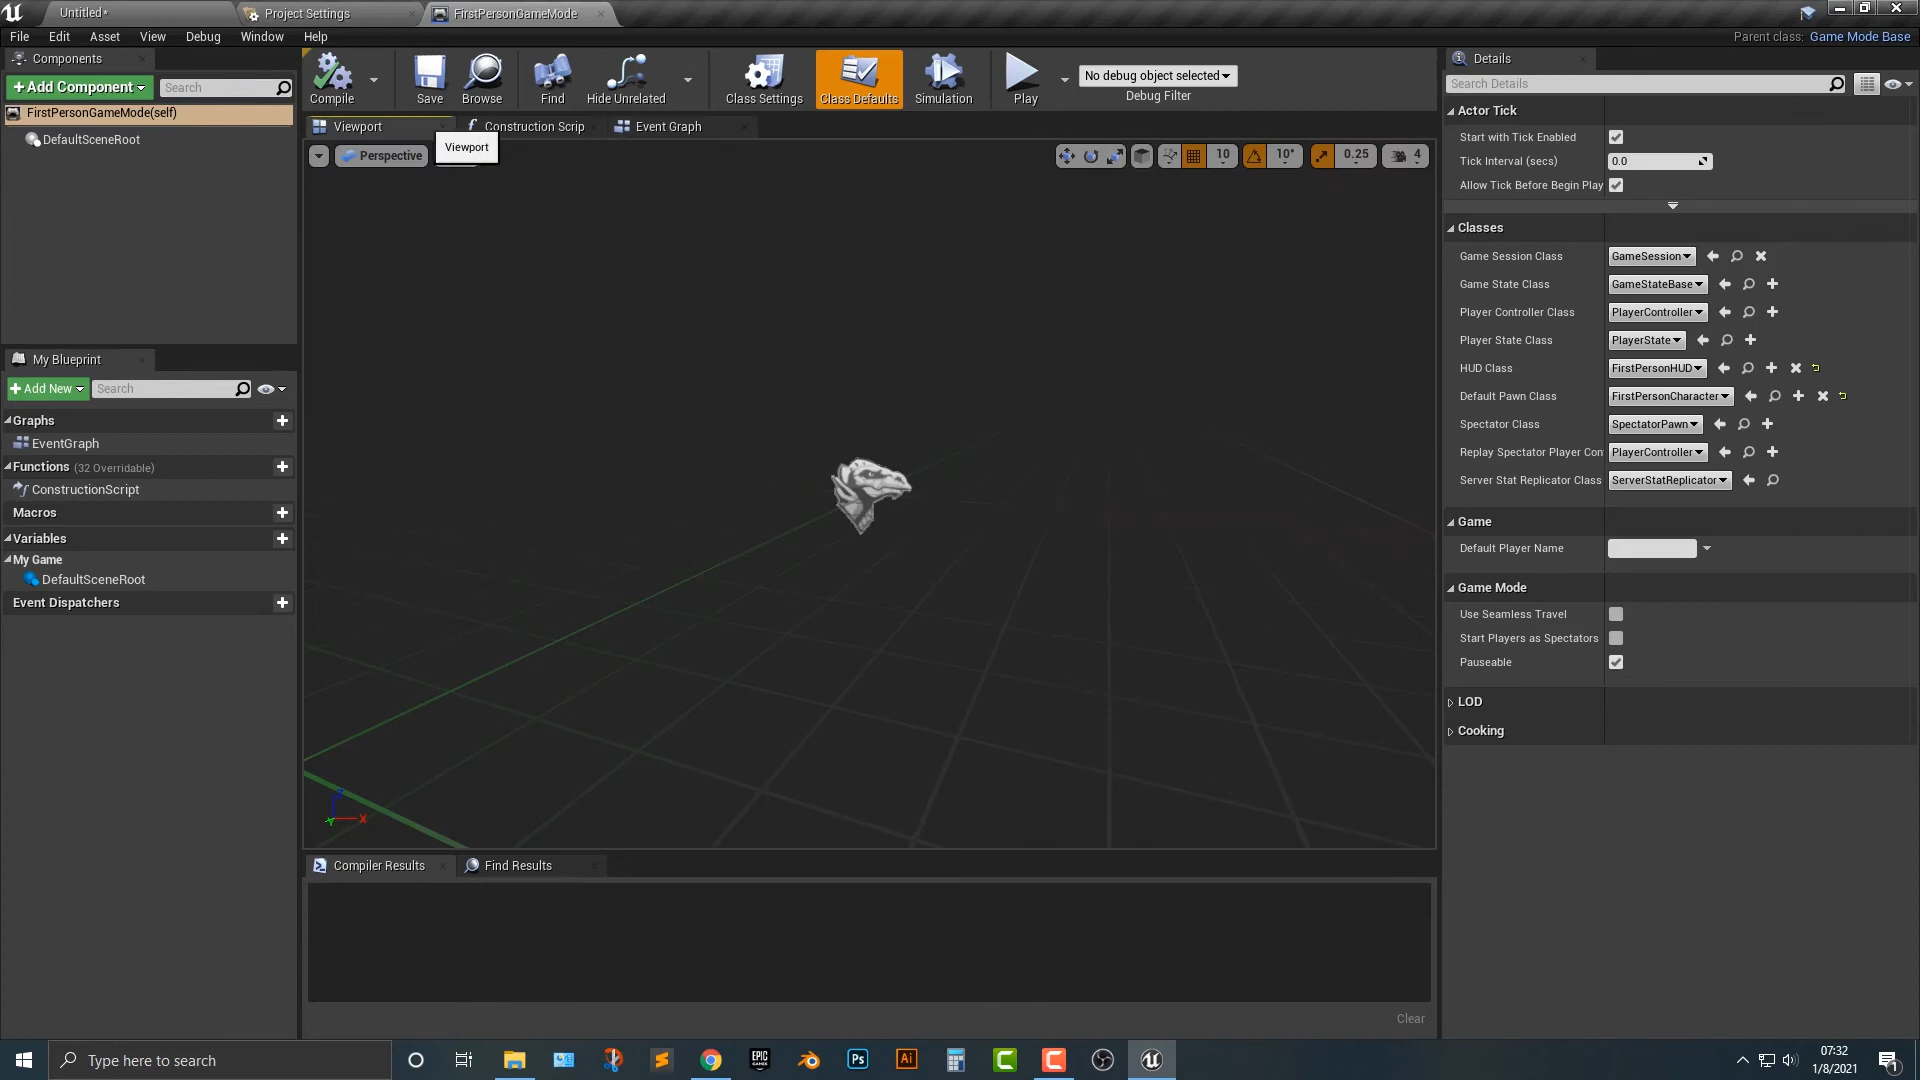 Untitled*
Project Settings
FirstPersonGameMode
File
Edit
Asset
View
Debug
Window
Help
Parent class: Game Mode Base
Components
+Add Component
Search
FirstPersonGameMode(self)
DefaultSceneRoot
Compile
Save
Browse
Find
Hide Unrelated
Class Settings
Class Defaults
Simulation
Play
No debug object selected
Debug Filter
Viewport
Construction Scrip
Event Graph
Viewport
Perspective
10
10°
0.25
4
X
Y
Z
My Blueprint
+Add New
Search
Graphs
EventGraph
Functions (32 Overridable)
ConstructionScript
Macros
Variables
My Game
DefaultSceneRoot
Event Dispatchers
Compiler Results
Find Results
Clear
Details
Search Details
Actor Tick
Start with Tick Enabled
Tick Interval (secs) 0.0
Allow Tick Before Begin Play
Classes
Game Session Class GameSession
Game State Class GameStateBase
Player Controller Class PlayerController
Player State Class PlayerState
HUD Class FirstPersonHUD
Default Pawn Class FirstPersonCharacter
Spectator Class SpectatorPawn
Replay Spectator Player Con PlayerController
Server Stat Replicator Class ServerStatReplicator
Game
Default Player Name
Game Mode
Use Seamless Travel
Start Players as Spectators
Pauseable
LOD
Cooking
Type here to search
EPIC
GAMES
Ps
Ai
07:32
1/8/2021
1